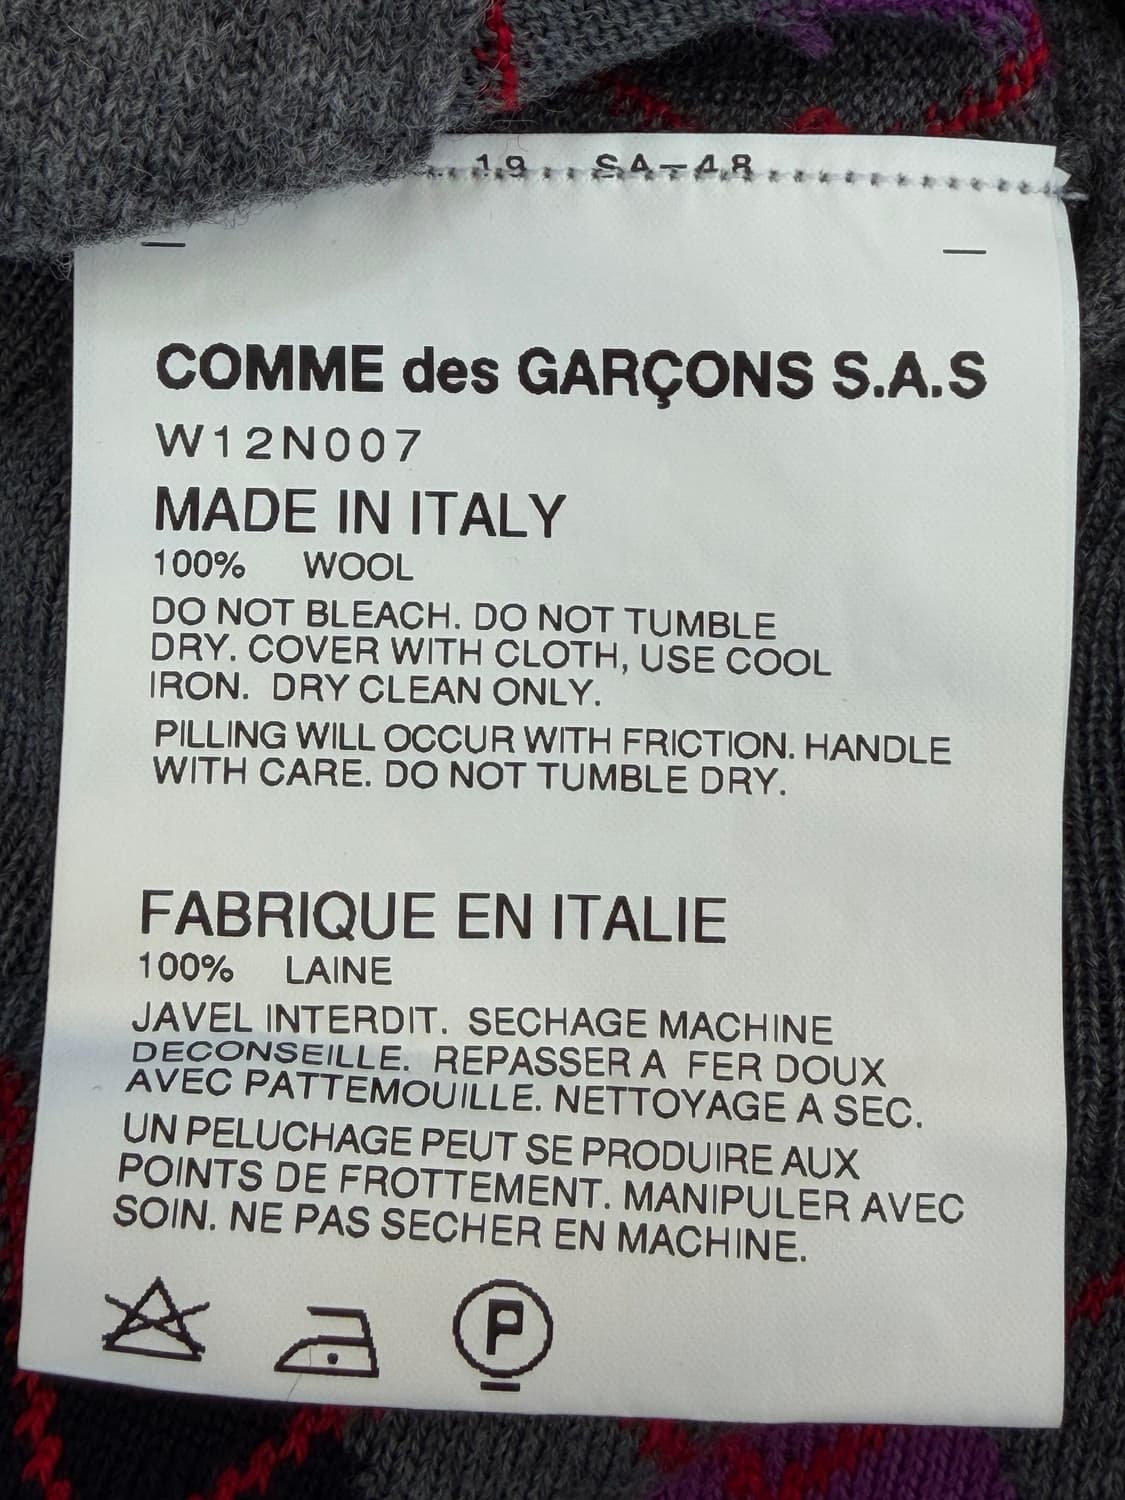 19 SA-48
COMME des GARÇONS S.A.S
W12N007
MADE IN ITALY
100% WOOL
DO NOT BLEACH. DO NOT TUMBLE
DRY. COVER WITH CLOTH, USE COOL
IRON. DRY CLEAN ONLY.
PILLING WILL OCCUR WITH FRICTION. HANDLE
WITH CARE. DO NOT TUMBLE DRY.
FABRIQUE EN ITALIE
100% LAINE
JAVEL INTERDIT. SECHAGE MACHINE
DECONSEILLE. REPASSER A FER DOUX
AVEC PATTEMOUILLE. NETTOYAGE A SEC.
UN PELUCHAGE PEUT SE PRODUIRE AUX
POINTS DE FROTTEMENT. MANIPULER AVEC
SOIN. NE PAS SECHER EN MACHINE.
P